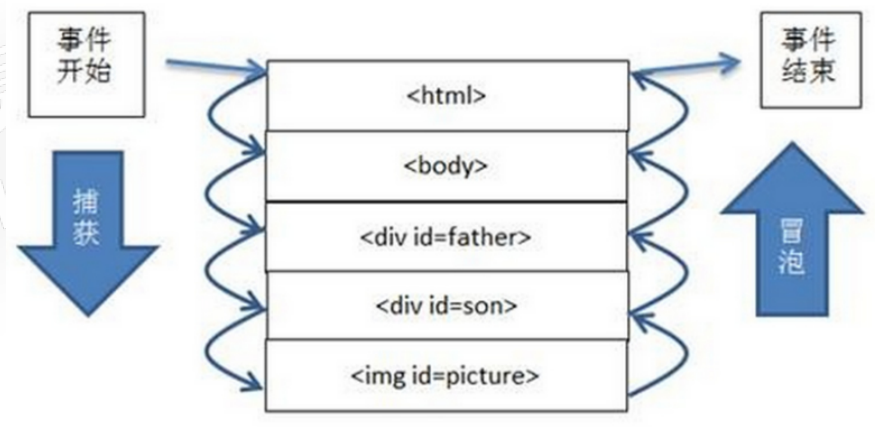 事件
开始
事件
结束
<html>
<body>
<div id=father>
<div id=son>
<img id=picture>
捕
获
冒
泡